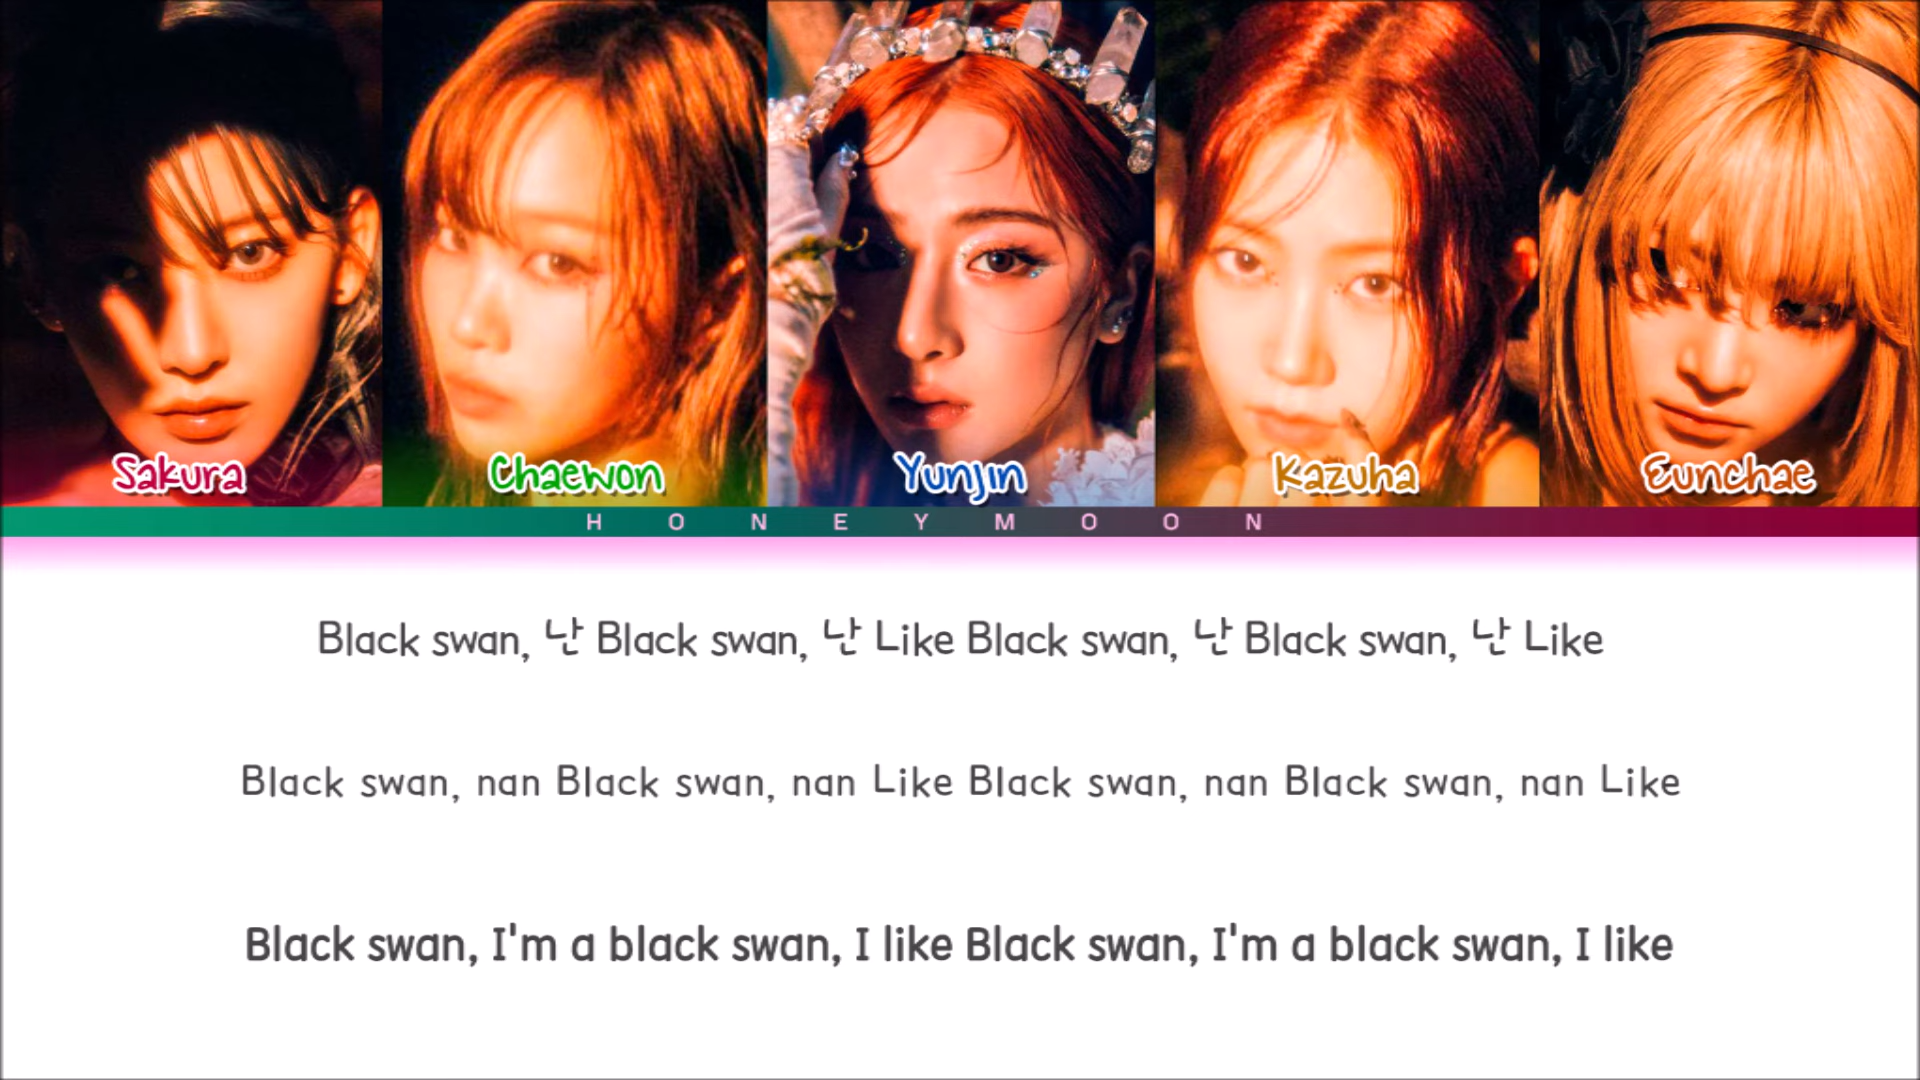 Sakura Chaewon Yunjin Kazuha Eunchae
HONEYMOON
Black swan, 난 Black swan, 난 Like Black swan, 난 Black swan, 난 Like
Black swan, nan Black swan, nan Like Black swan, nan Black swan, nan Like
Black swan, I'm a black swan, I like Black swan, I'm a black swan, I like